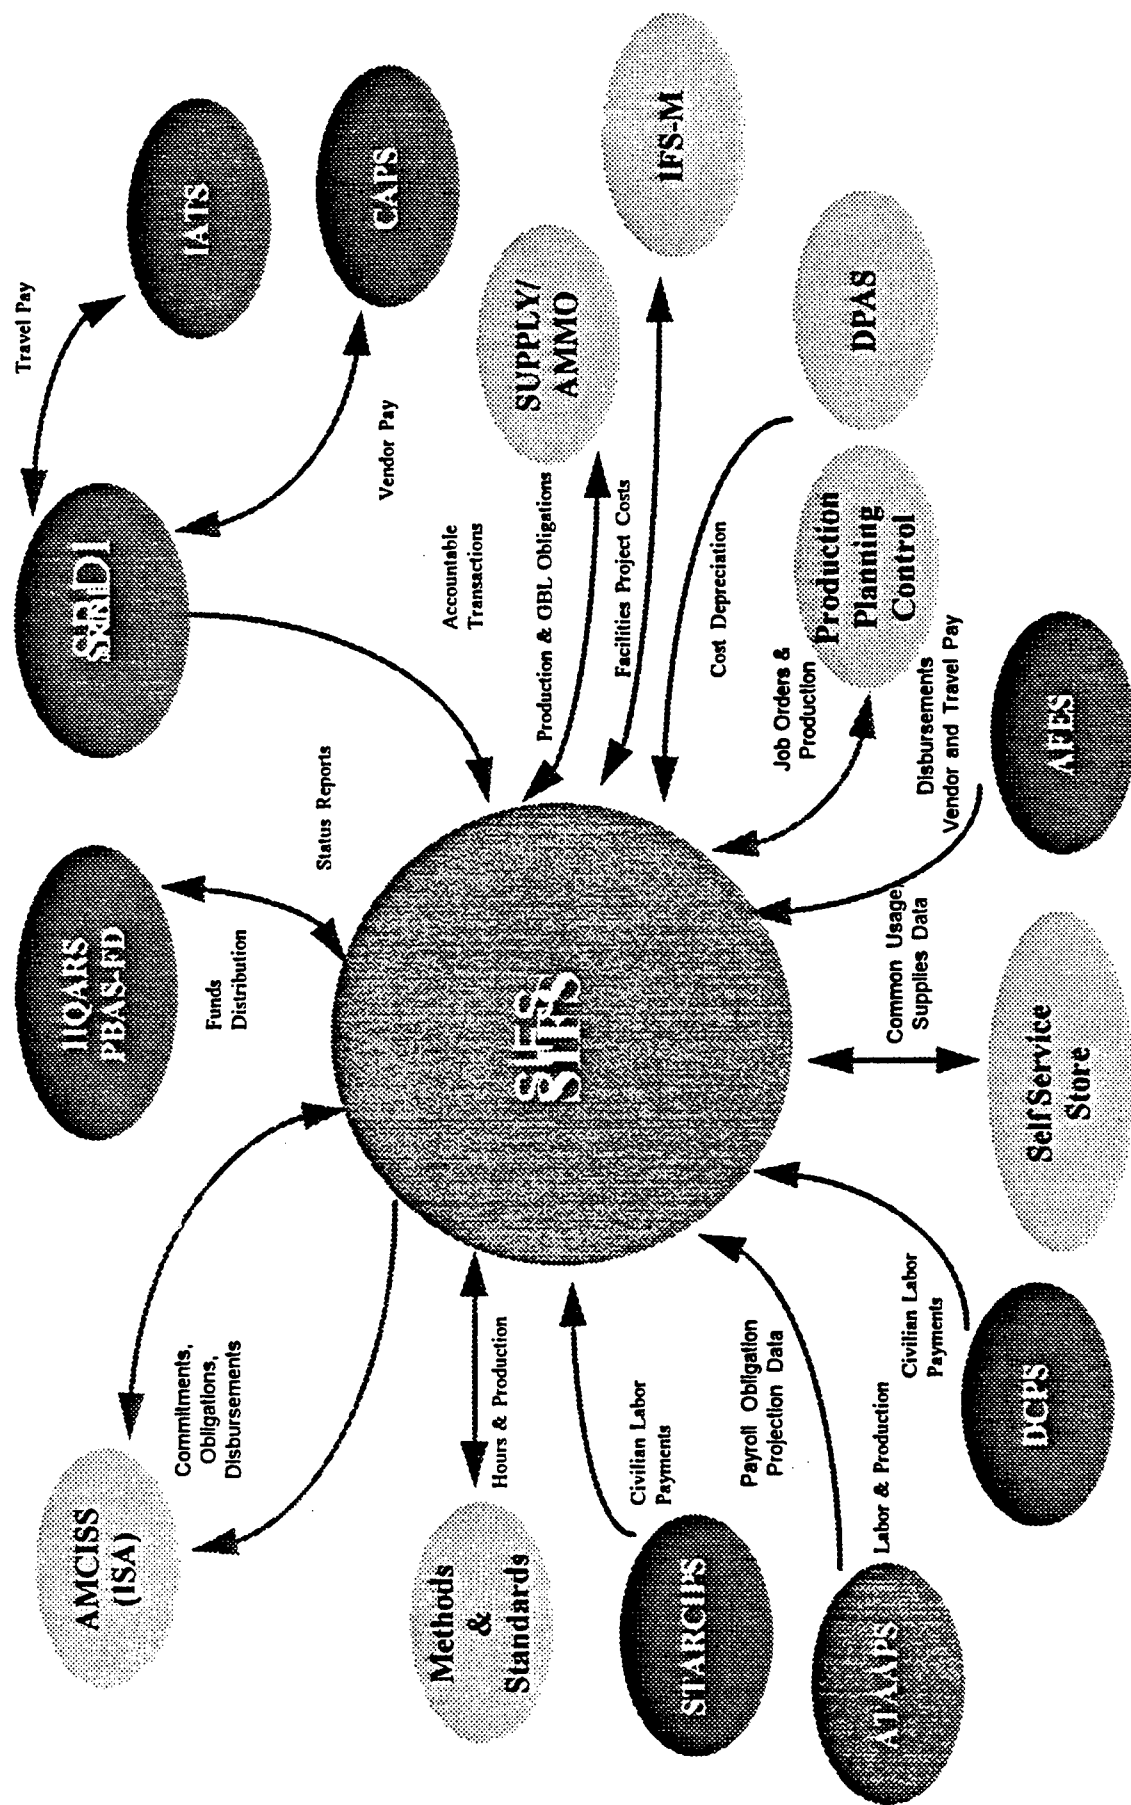 AMCISS
(ISA)
HQARS
PBAS-FD
SRD1
Travel Pay
IATS
Commitments,
Obligations,
Disbursements
Funds
Distribution
Status Reports
Vendor Pay
CAPS
Accountable
Transactions
Methods
&
Standards
Hours & Production
SIFS
Production & GBL Obligations
SUPPLY/
AMMO
Facilities Project Costs
IFS-M
STARCIPS
Civilian Labor
Payments
Cost Depreciation
DPAS
Payroll Obligation
Projection Data
Job Orders &
Production
Production
Planning
Control
ATAAPS
Labor & Production
Civilian Labor
Payments
DCPS
Common Usage
Supplies Data
Self Service
Store
Disbursements
Vendor and Travel Pay